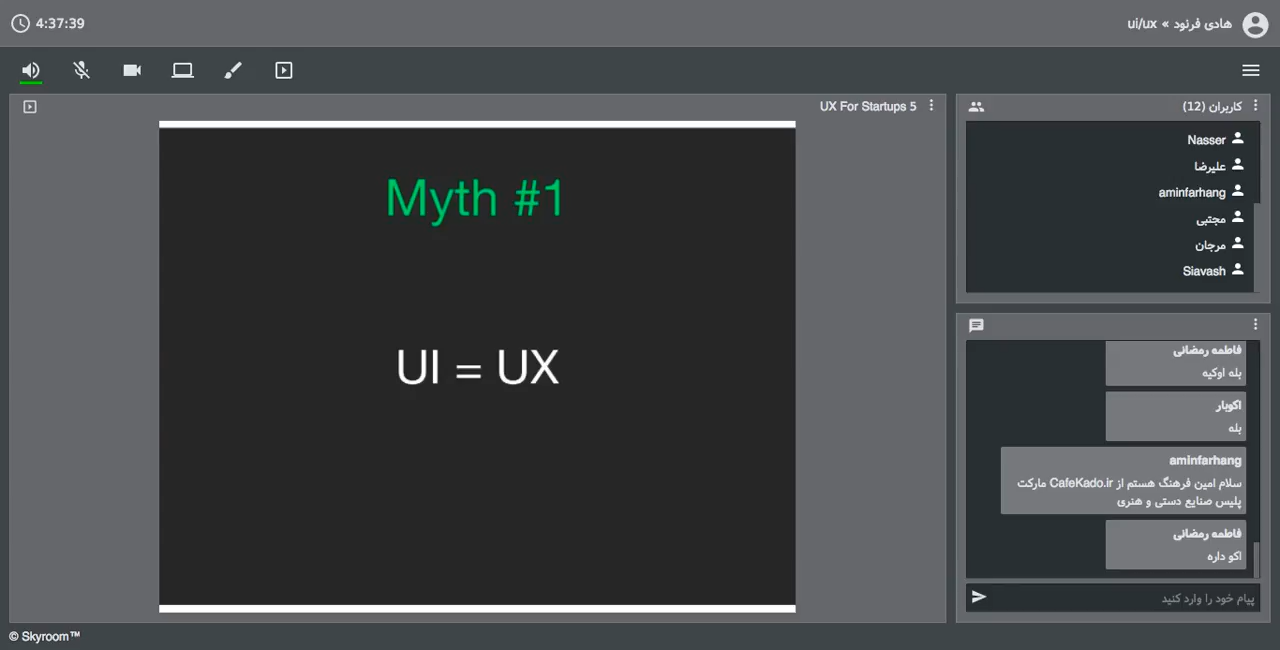 4:37:39
هادی فرنود » ui/ux
UX For Startups 5
Myth #1
UI = UX
کاربران (12)
Nasser
علیرضا
aminfarhang
مجتبی
مرجان
Siavash
فاطمه رمضانی
بله اوکیه
اکوبار
بله
aminfarhang
سلام امین فرهنگ هستم از CafeKado.ir مارکت
پلیس صنایع دستی و هنری
فاطمه رمضانی
اکو داره
پیام خود را وارد کنید
© Skyroom™